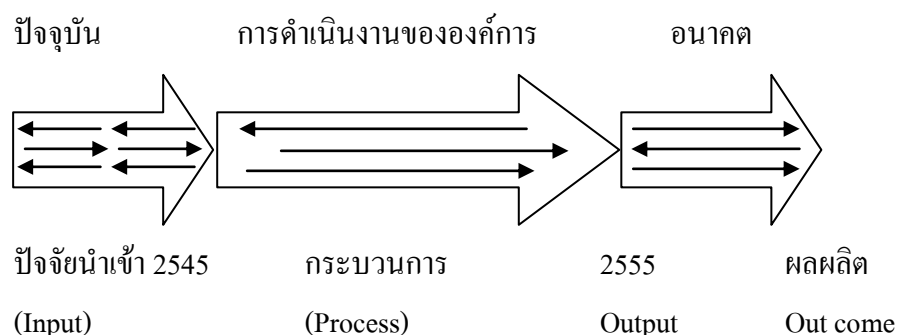 ปัจจุบัน การดำเนินงานขององค์การ อนาคต
ปัจจัยนำเข้า 2545 กระบวนการ 2555 ผลผลิต
(Input) (Process) Output Out come